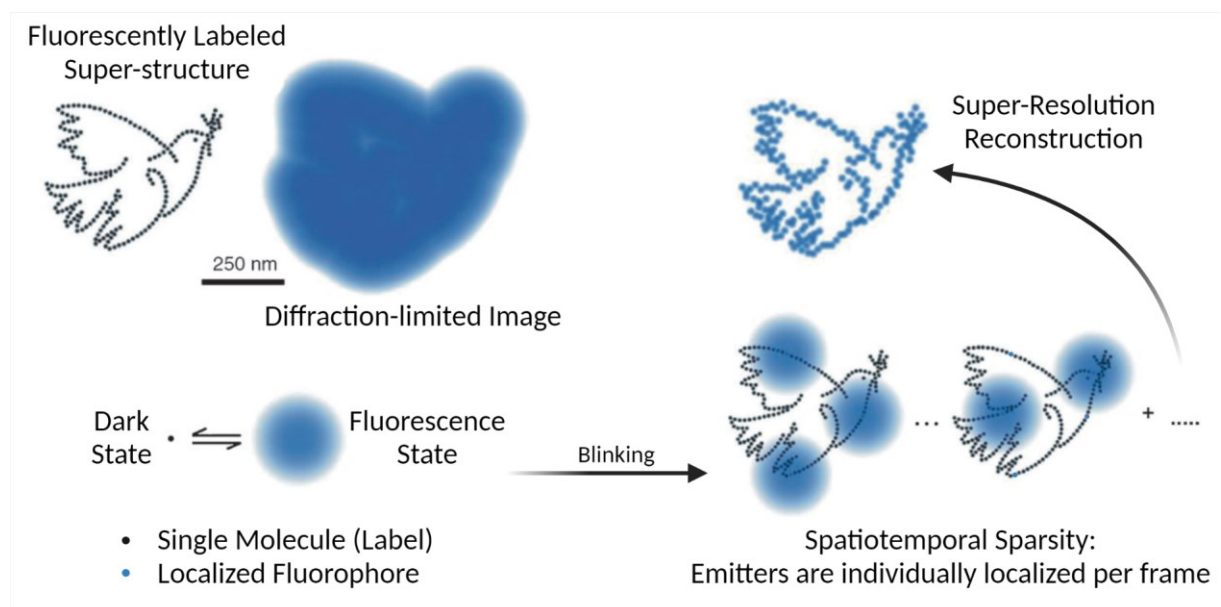 Fluorescently Labeled
Super-structure
250 nm
Diffraction-limited Image
Super-Resolution
Reconstruction
Dark
State
Fluorescence
State
Blinking
...
+ .....
• Single Molecule (Label)
• Localized Fluorophore
Spatiotemporal Sparsity:
Emitters are individually localized per frame